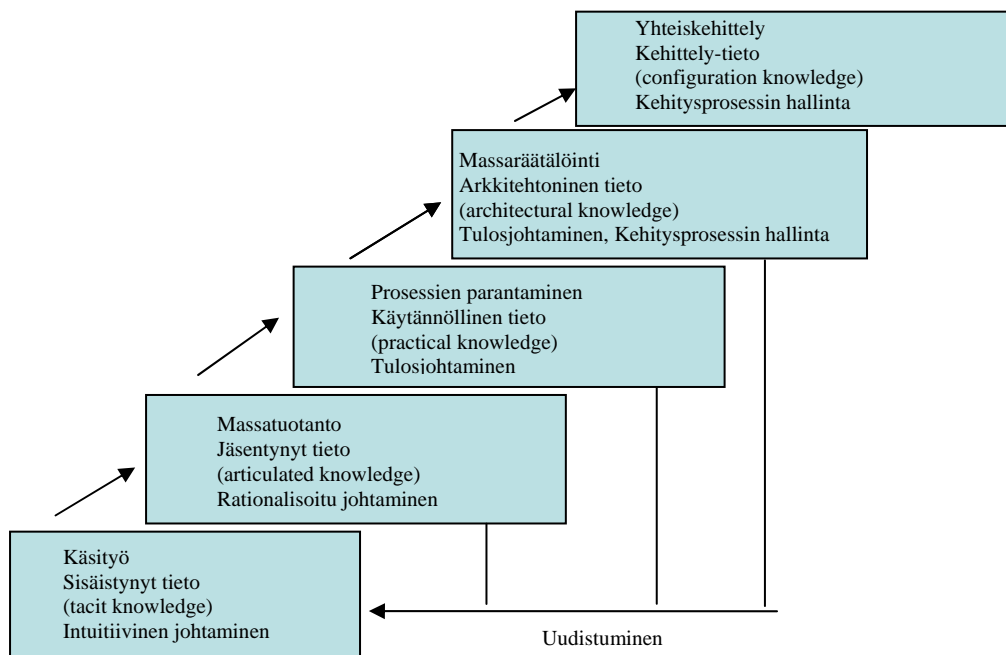 Yhteiskehittely
Kehittely-tieto
(configuration knowledge)
Kehitysprosessin hallinta
Massaräätälöinti
Arkkitehtoninen tieto
(architectural knowledge)
Tulosjohtaminen, Kehitysprosessin hallinta
Prosessien parantaminen
Käytännöllinen tieto
(practical knowledge)
Tulosjohtaminen
Massatuotanto
Jäsentynyt tieto
(articulated knowledge)
Rationalisoitu johtaminen
Käsityö
Sisäistynyt tieto
(tacit knowledge)
Intuitiivinen johtaminen
Uudistuminen